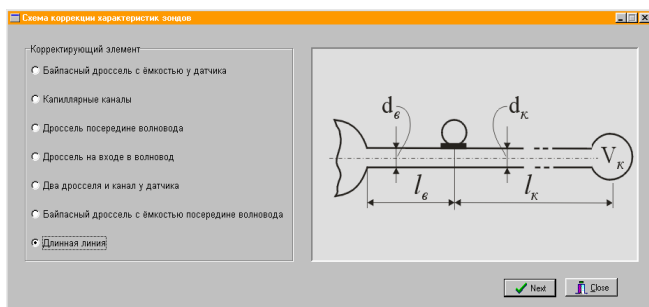 Схема коррекции характеристик зондов
Корректирующий элемент
Байпасный дроссель с ёмкостью у датчика
Капиллярные каналы
Дроссель посередине волновода
Дроссель на входе в волновод
Два дросселя и канал у датчика
Байпасный дроссель с ёмкостью посередине волновода
Длинная линия
dв dк
Vк
lв lк
Next Close